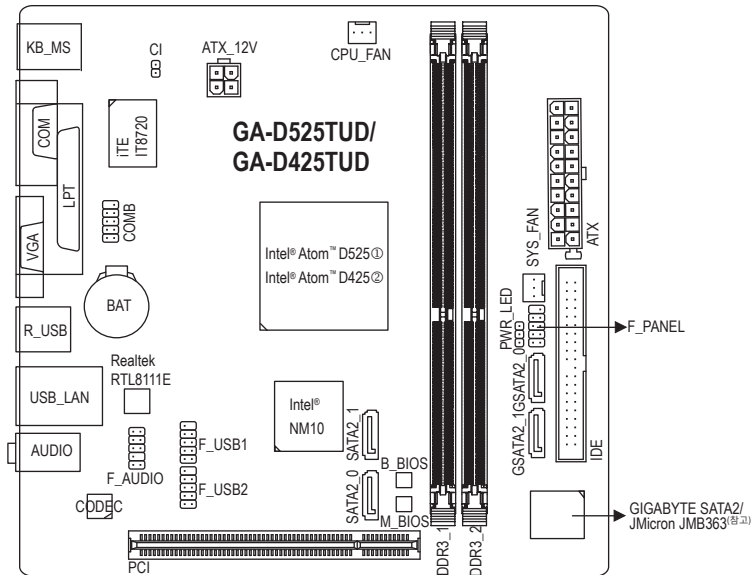 KB_MS
CI
ATX_12V
CPU_FAN
COM
LPT
iTE
IT8720
GA-D525TUD/
GA-D425TUD
ATX
COMB
VGA
Intel® Atom™ D525①
Intel® Atom™ D425②
SYS_FAN
BAT
R_USB
PWR_LED
F_PANEL
Realtek
RTL8111E
GSATA2_0
USB_LAN
Intel®
NM10
SATA2_1
GSATA2_1
IDE
AUDIO
F_USB1
B_BIOS
F_AUDIO
F_USB2
SATA2_0
CODEC
M_BIOS
GIGABYTE SATA2/
JMicron JMB363(참고)
PCI
DDR3_1
DDR3_2